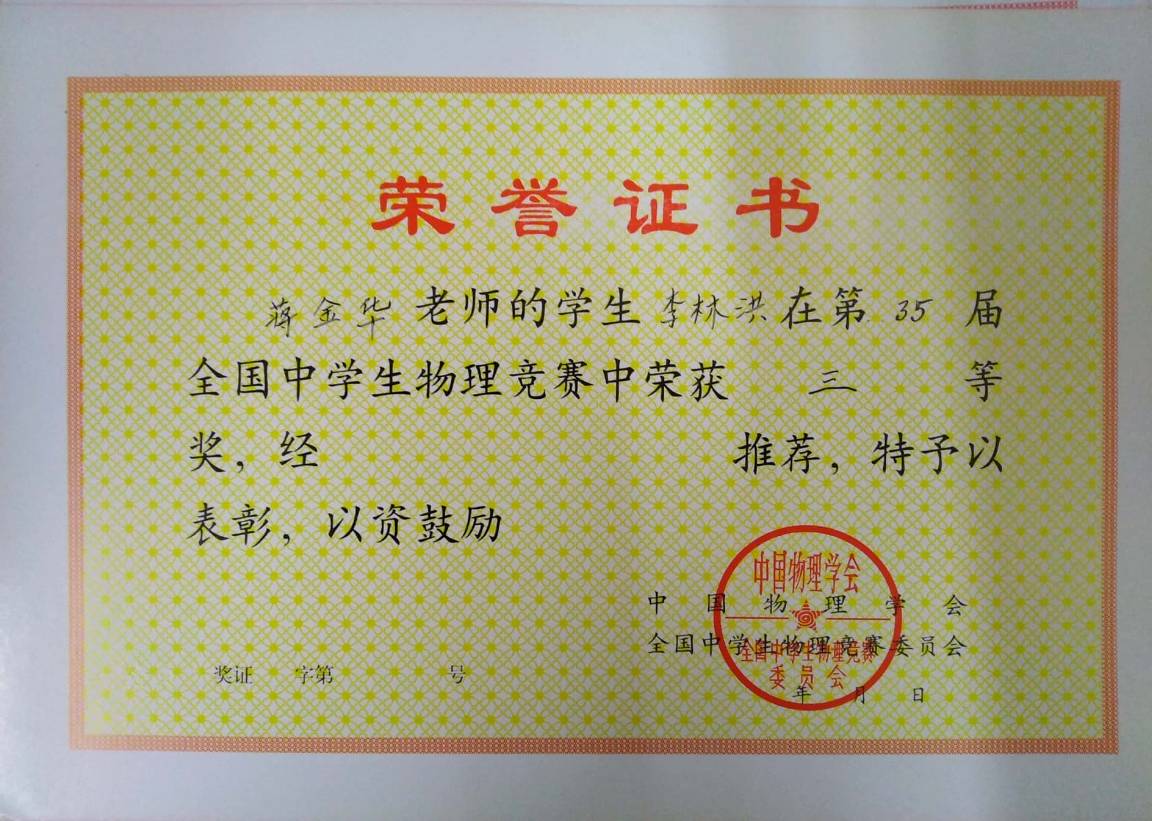 荣誉证书
蒋金华老师的学生李林洪在第35届
全国中学生物理竞赛中荣获 三 等
奖，经 推荐，特予以
表彰，以资鼓励
中国物理学会
全国中学生物理竞赛委员会
年 月 日
奖证 字第 号
中国物理学会
全国中学生物理竞赛
委员会